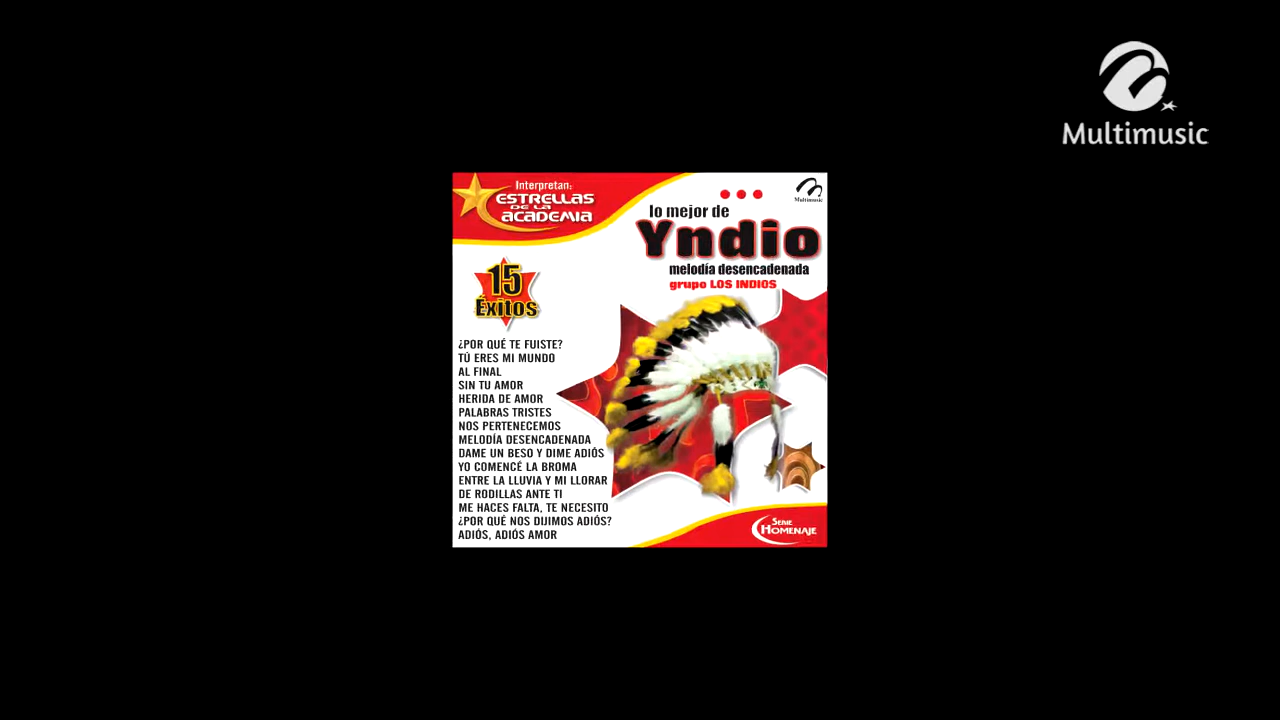 Multimusic
Interpretan:
ESTRELLAS
DE LA
ACADEMIA
Multimusic
lo mejor de
Yndio
melodía desencadenada
grupo LOS INDIOS
15
Éxitos
¿POR QUÉ TE FUISTE?
TÚ ERES MI MUNDO
AL FINAL
SIN TU AMOR
HERIDA DE AMOR
PALABRAS TRISTES
NOS PERTENECEMOS
MELODÍA DESENCADENADA
DAME UN BESO Y DIME ADIÓS
YO COMENCÉ LA BROMA
ENTRE LA LLUVIA Y MI LLORAR
DE RODILLAS ANTE TI
ME HACES FALTA, TE NECESITO
¿POR QUÉ NOS DIJIMOS ADIÓS?
ADIÓS, ADIÓS AMOR
SERIE
HOMENAJE